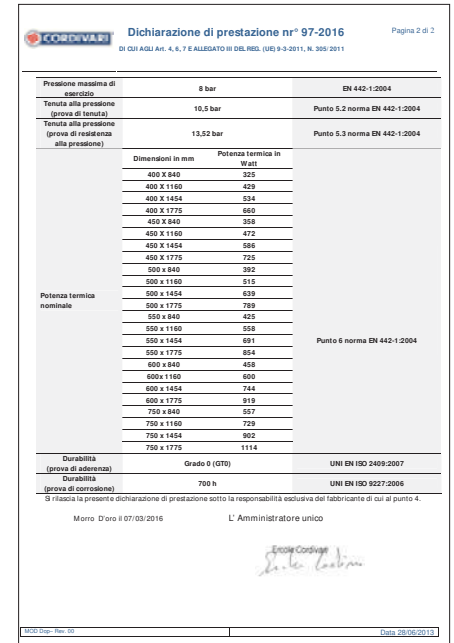 CORDIVARI
Dichiarazione di prestazione nr° 97-2016
Pagina 2 di 2
DI CUI AGLI Art. 4, 6, 7 E ALLEGATO III DEL REG. (UE) 9-3-2011, N. 305/2011
Pressione massima di esercizio 8 bar EN 442-1:2004
Tenuta alla pressione (prova di tenuta) 10,5 bar Punto 5.2 norma EN 442-1:2004
Tenuta alla pressione (prova di resistenza alla pressione) 13,52 bar Punto 5.3 norma EN 442-1:2004
Potenza termica nominale
Dimensioni in mm Potenza termica in Watt
400 X 840 325
400 X 1160 429
400 X 1454 534
400 X 1775 660
450 X 840 358
450 X 1160 472
450 X 1454 586
450 X 1775 725
500 x 840 392
500 x 1160 515
500 x 1454 639
500 x 1775 789
550 x 840 425
550 x 1160 558
550 x 1454 691
550 x 1775 854
600 x 840 458
600x 1160 600
600 x 1454 744
600 x 1775 919
750 x 840 557
750 x 1160 729
750 x 1454 902
750 x 1775 1114
Punto 6 norma EN 442-1:2004
Durabilità (prova di aderenza) Grado 0 (GT0) UNI EN ISO 2409:2007
Durabilità (prova di corrosione) 700 h UNI EN ISO 9227:2006
Si rilascia la presente dichiarazione di prestazione sotto la responsabilità esclusiva del fabbricante di cui al punto 4.
Morro D'oro il 07/03/2016 L' Amministratore unico
Ercole Cordivari
MOD Dop– Rev. 00 Data 28/06/2013